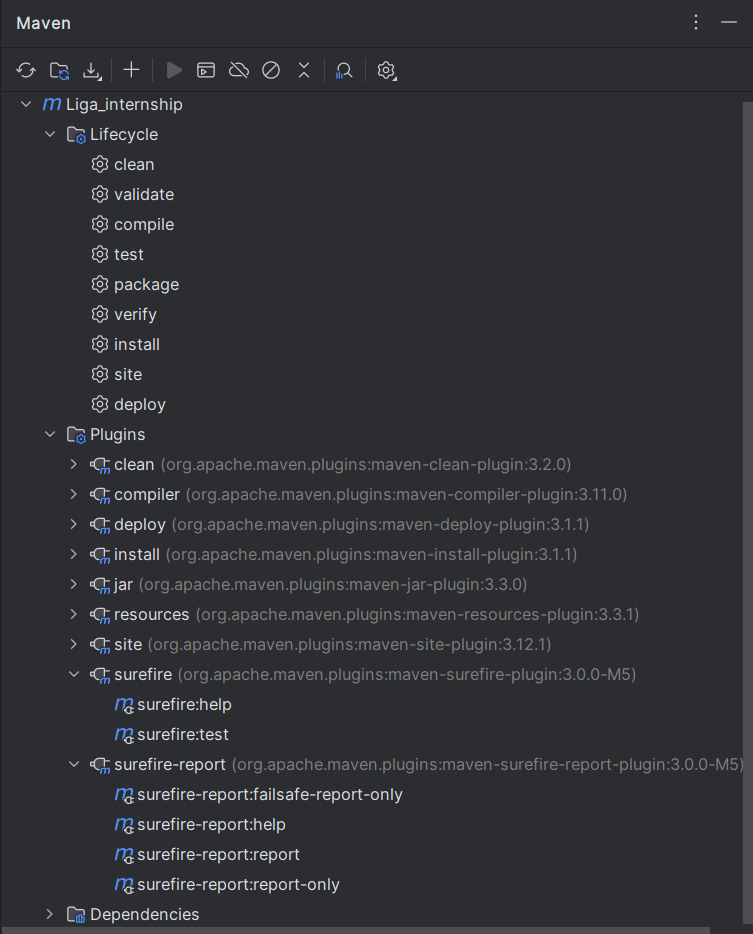 Maven
m Liga_internship
Lifecycle
clean
validate
compile
test
package
verify
install
site
deploy
Plugins
clean (org.apache.maven.plugins:maven-clean-plugin:3.2.0)
compiler (org.apache.maven.plugins:maven-compiler-plugin:3.11.0)
deploy (org.apache.maven.plugins:maven-deploy-plugin:3.1.1)
install (org.apache.maven.plugins:maven-install-plugin:3.1.1)
jar (org.apache.maven.plugins:maven-jar-plugin:3.3.0)
resources (org.apache.maven.plugins:maven-resources-plugin:3.3.1)
site (org.apache.maven.plugins:maven-site-plugin:3.12.1)
surefire (org.apache.maven.plugins:maven-surefire-plugin:3.0.0-M5)
surefire:help
surefire:test
surefire-report (org.apache.maven.plugins:maven-surefire-report-plugin:3.0.0-M5)
surefire-report:failsafe-report-only
surefire-report:help
surefire-report:report
surefire-report:report-only
Dependencies